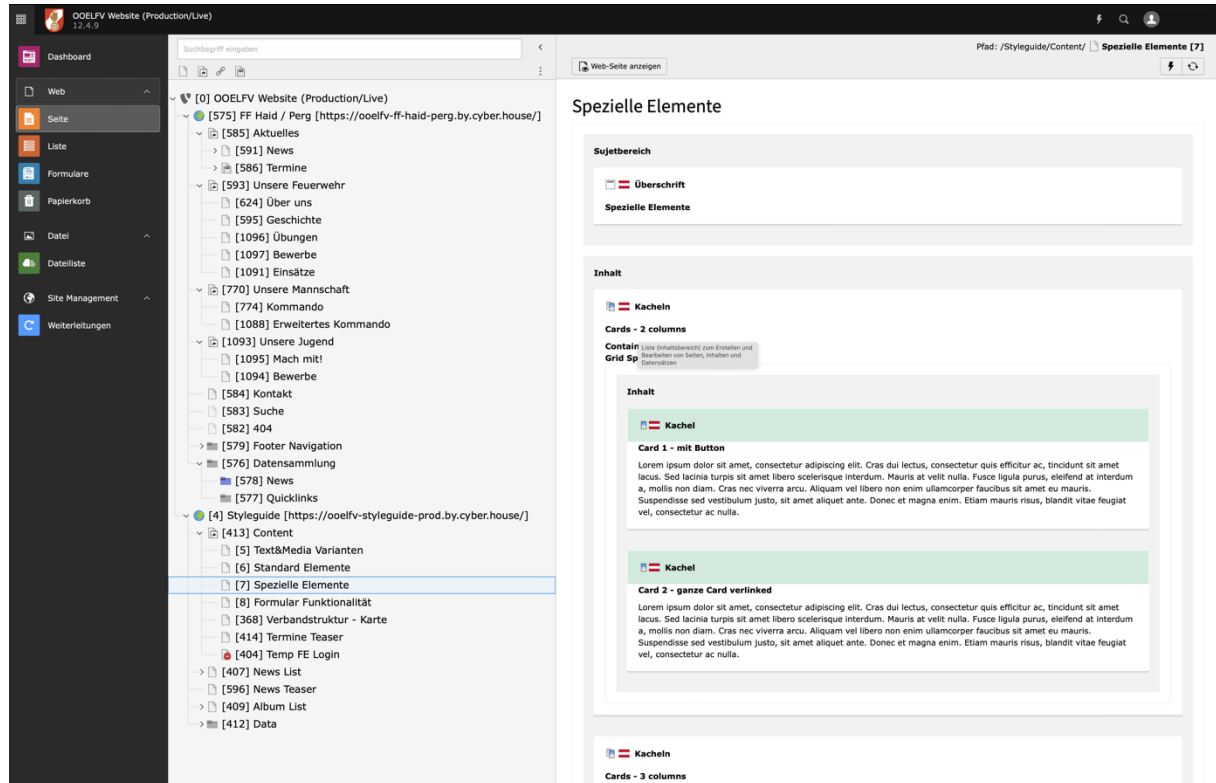 OOELFV Website (Production/Live)
12.4.9
Dashboard
Web
Seite
Liste
Formulare
Papierkorb
Datei
Dateiliste
Site Management
Weiterleitungen
Suchbegriff eingeben
[0] OOELFV Website (Production/Live)
[575] FF Haid / Perg [https://ooelfv-ff-haid-perg.by.cyber.house/]
[585] Aktuelles
[591] News
[586] Termine
[593] Unsere Feuerwehr
[624] Über uns
[595] Geschichte
[1096] Übungen
[1097] Bewerbe
[1091] Einsätze
[770] Unsere Mannschaft
[774] Kommando
[1088] Erweitertes Kommando
[1093] Unsere Jugend
[1095] Mach mit!
[1094] Bewerbe
[584] Kontakt
[583] Suche
[582] 404
[579] Footer Navigation
[576] Datensammlung
[578] News
[577] Quicklinks
[4] Styleguide [https://ooelfv-styleguide-prod.by.cyber.house/]
[413] Content
[5] Text&Media Varianten
[6] Standard Elemente
[7] Spezielle Elemente
[8] Formular Funktionalität
[368] Verbandstruktur - Karte
[414] Termine Teaser
[404] Temp FE Login
[407] News List
[596] News Teaser
[409] Album List
[412] Data
Pfad: /Styleguide/Content/ Spezielle Elemente [7]
Web-Seite anzeigen
Spezielle Elemente
Sujetbereich
Überschrift
Spezielle Elemente
Inhalt
Kacheln
Cards - 2 columns
Contain
Grid Sp
Liste (Inhaltsbereich) zum Erstellen und
Bearbeiten von Seiten, Inhalten und
Datensätzen
Inhalt
Kachel
Card 1 - mit Button
Lorem ipsum dolor sit amet, consectetur adipiscing elit. Cras dui lectus, consectetur quis efficitur ac, tincidunt sit amet
lacus. Sed lacinia turpis sit amet libero scelerisque interdum. Mauris at velit nulla. Fusce ligula purus, eleifend at interdum
a, mollis non diam. Cras nec viverra arcu. Aliquam vel libero non enim ullamcorper faucibus sit amet eu mauris.
Suspendisse sed vestibulum justo, sit amet aliquet ante. Donec et magna enim. Etiam mauris risus, blandit vitae feugiat
vel, consectetur ac nulla.
Kachel
Card 2 - ganze Card verlinked
Lorem ipsum dolor sit amet, consectetur adipiscing elit. Cras dui lectus, consectetur quis efficitur ac, tincidunt sit amet
lacus. Sed lacinia turpis sit amet libero scelerisque interdum. Mauris at velit nulla. Fusce ligula purus, eleifend at interdum
a, mollis non diam. Cras nec viverra arcu. Aliquam vel libero non enim ullamcorper faucibus sit amet eu mauris.
Suspendisse sed vestibulum justo, sit amet aliquet ante. Donec et magna enim. Etiam mauris risus, blandit vitae feugiat
vel, consectetur ac nulla.
Kacheln
Cards - 3 columns